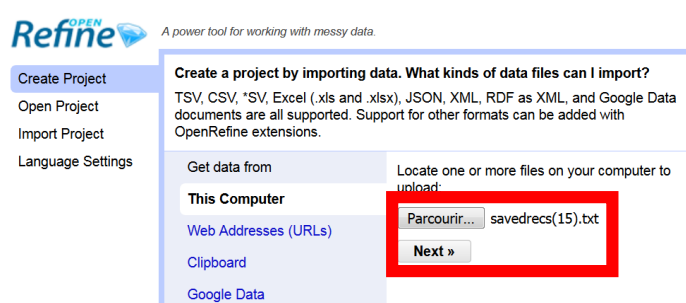 OPEN
Refine
A power tool for working with messy data.
Create Project
Open Project
Import Project
Language Settings
Create a project by importing data. What kinds of data files can I import?
TSV, CSV, *SV, Excel (.xls and .xlsx), JSON, XML, RDF as XML, and Google Data
documents are all supported. Support for other formats can be added with
OpenRefine extensions.
Get data from
This Computer
Web Addresses (URLs)
Clipboard
Google Data
Locate one or more files on your computer to
upload:
Parcourir... savedrecs(15).txt
Next »